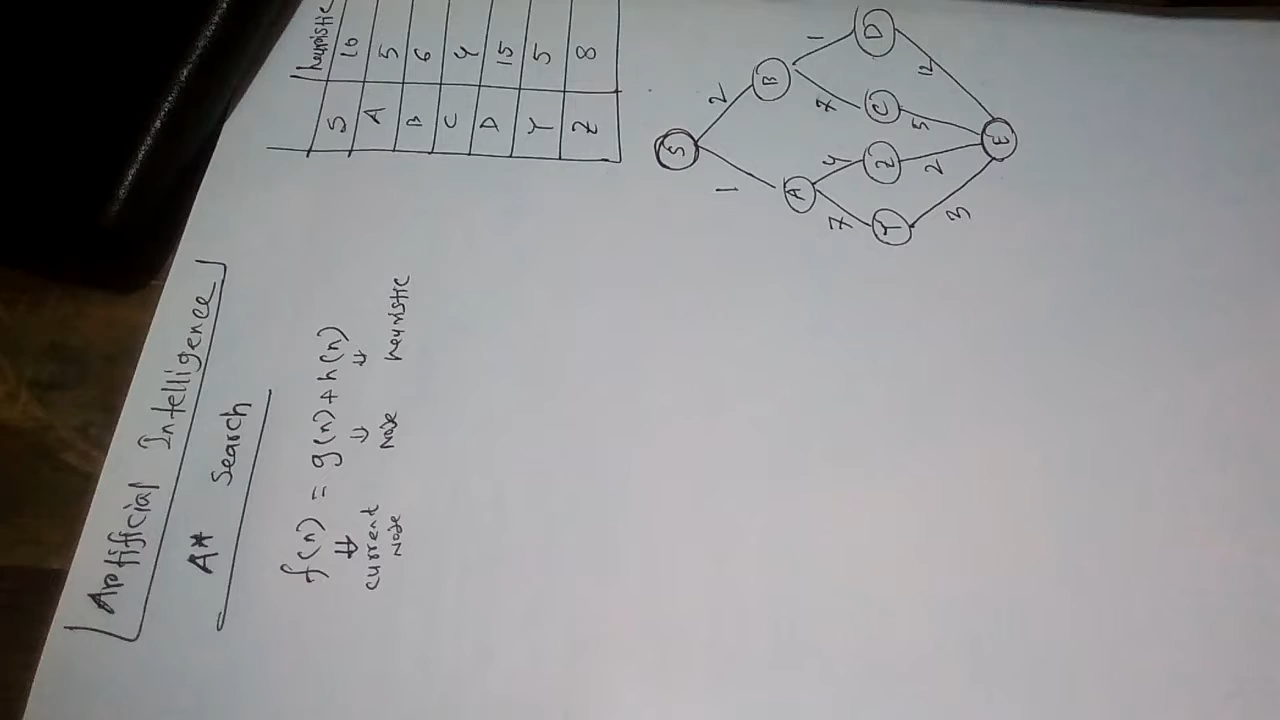 Artificial Intelligence
A* Search
f(n) = g(n) + h(n)
current node
node
heuristic
heuristic
S 10
A 5
B 6
C 4
D 15
Y 5
Z 8
S
2
1
B
A
1
7
4
7
D
C
Z
Y
12
5
2
3
E